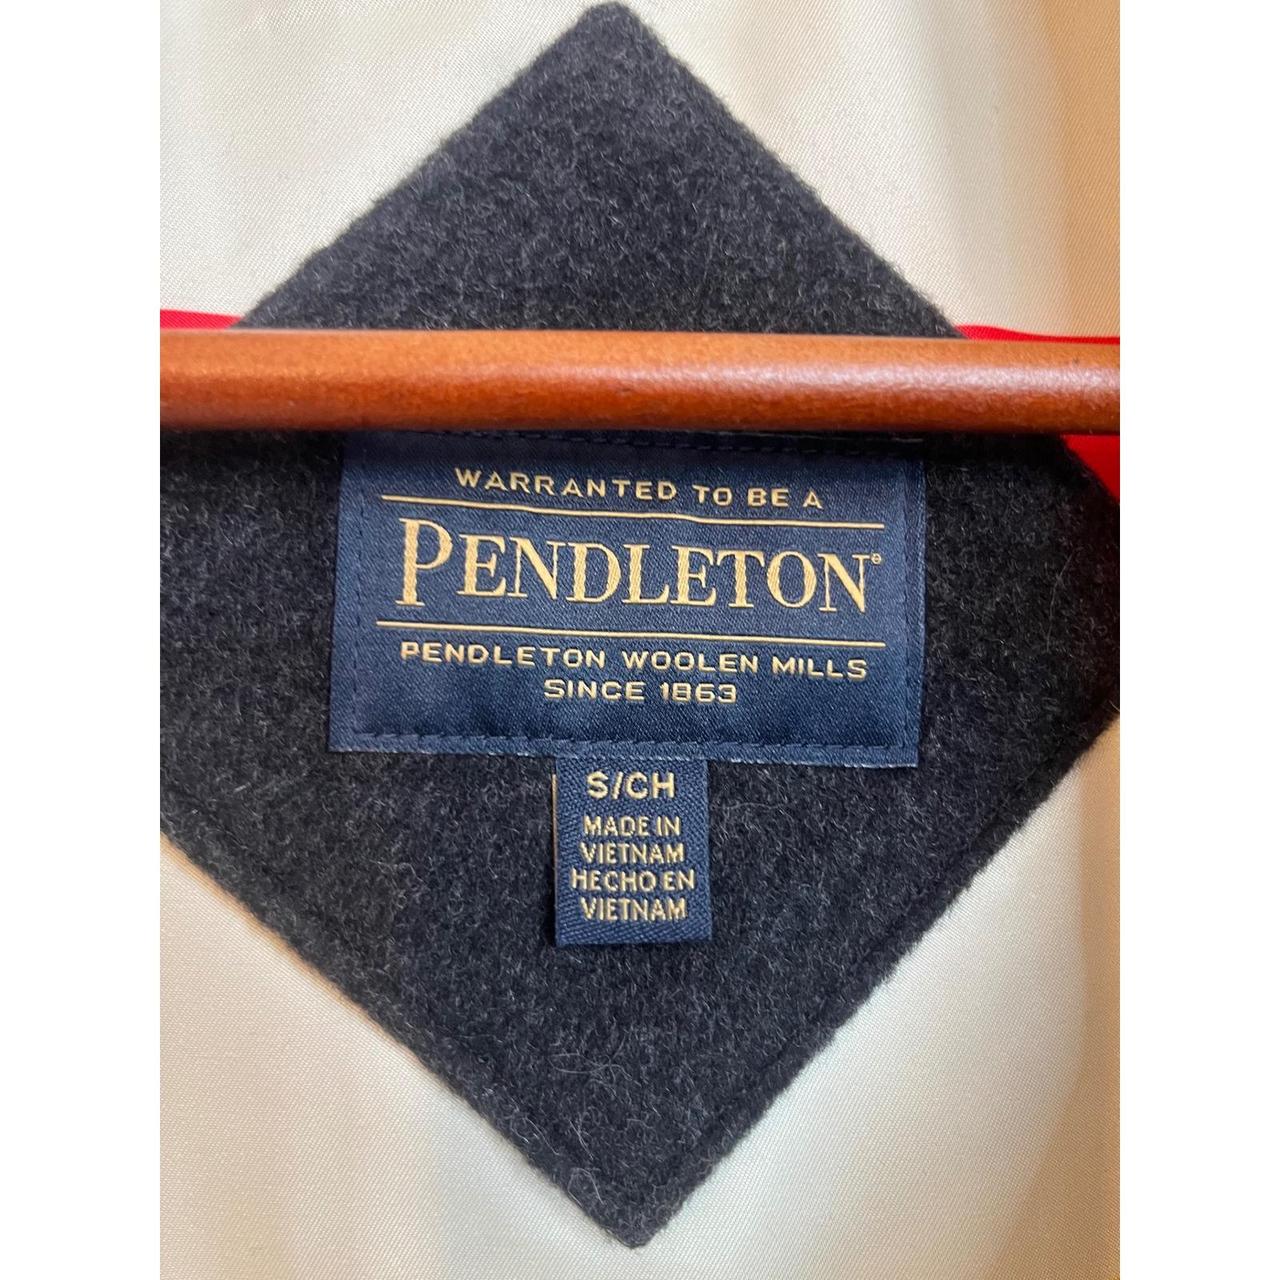 WARRANTED TO BE A
PENDLETON®
PENDLETON WOOLEN MILLS
SINCE 1863
S/CH
MADE IN
VIETNAM
HECHO EN
VIETNAM